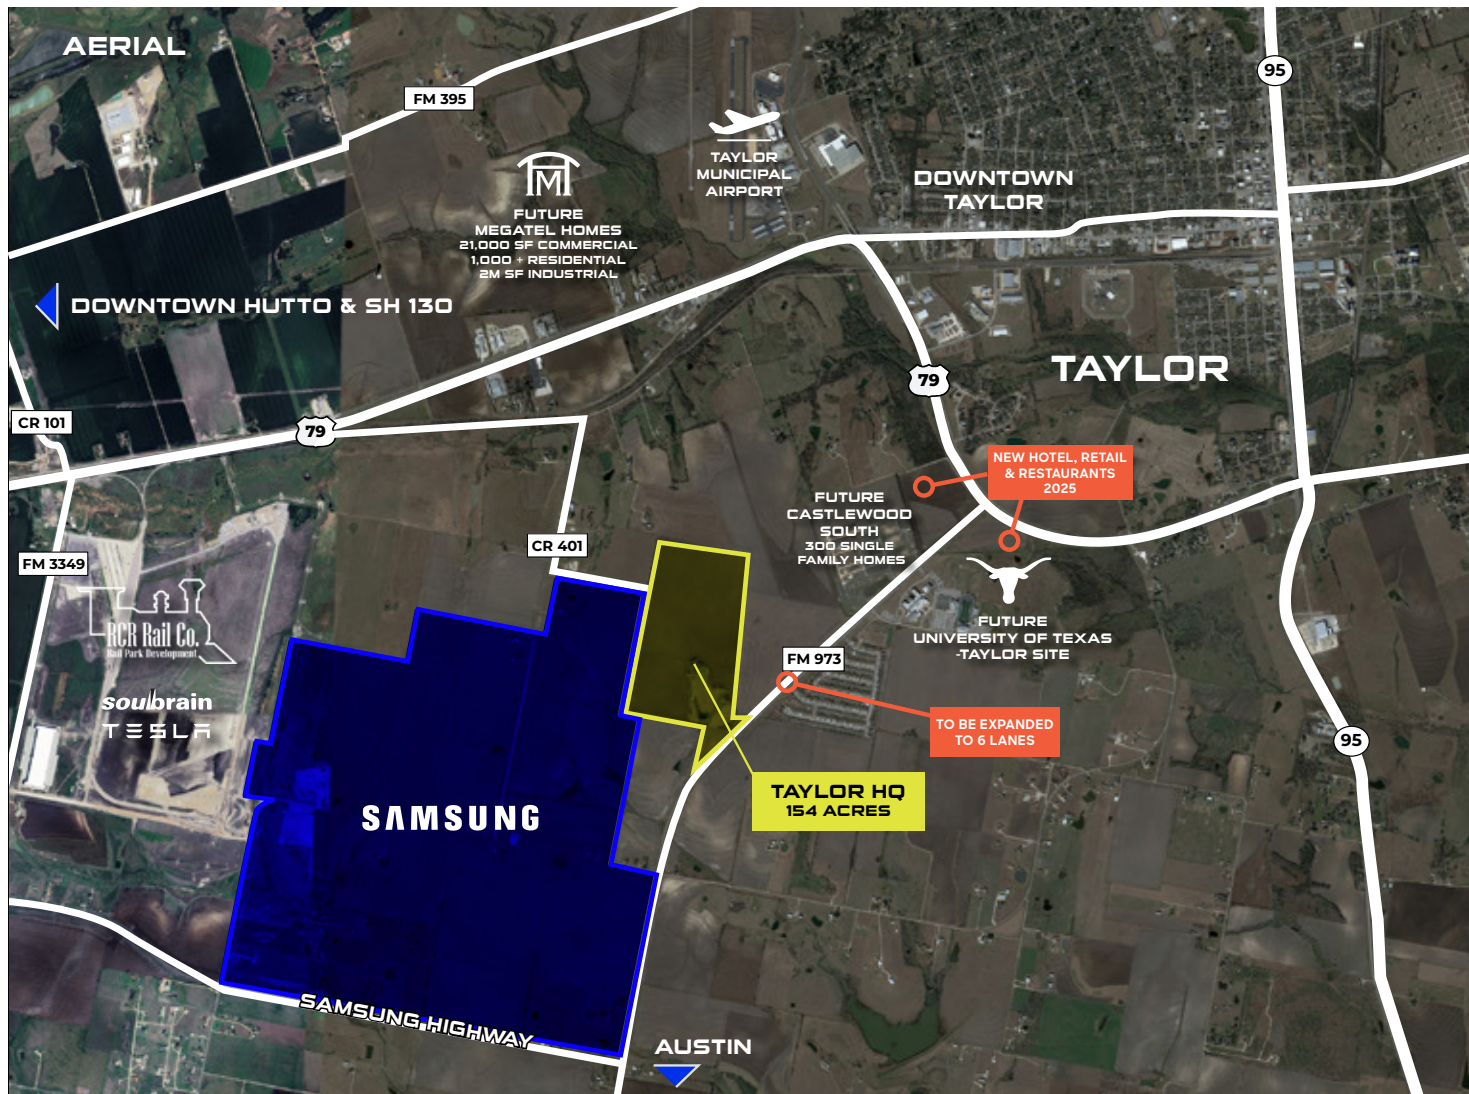 AERIAL
95
FM 395
TAYLOR
MUNICIPAL
AIRPORT
DOWNTOWN
TAYLOR
FUTURE
MEGATEL HOMES
21,000 SF COMMERCIAL
1,000 + RESIDENTIAL
2M SF INDUSTRIAL
DOWNTOWN HUTTO & SH 130
TAYLOR
79
CR 101
79
NEW HOTEL, RETAIL
& RESTAURANTS
2025
FUTURE
CASTLEWOOD
SOUTH
300 SINGLE
FAMILY HOMES
CR 401
FM 3349
RCR Rail Co.
Rail Park Development
FUTURE
UNIVERSITY OF TEXAS
-TAYLOR SITE
FM 973
soulbrain
TESLA
TO BE EXPANDED
TO 6 LANES
95
TAYLOR HQ
154 ACRES
SAMSUNG
SAMSUNG HIGHWAY
AUSTIN